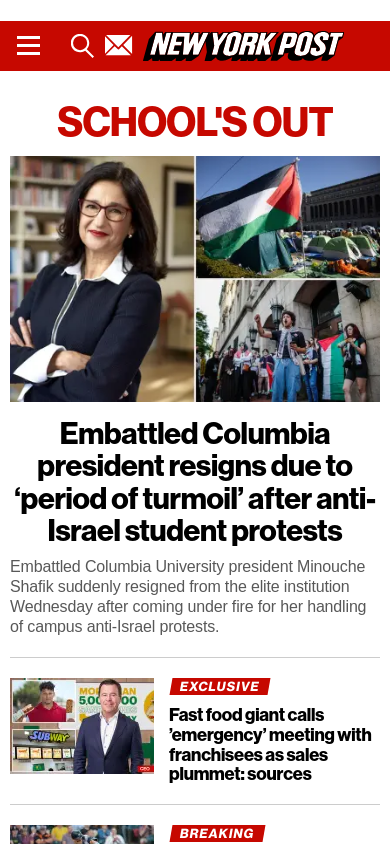 NEW YORK POST
SCHOOL'S OUT
Embattled Columbia
president resigns due to
‘period of turmoil’ after anti-
Israel student protests
Embattled Columbia University president Minouche
Shafik suddenly resigned from the elite institution
Wednesday after coming under fire for her handling
of campus anti-Israel protests.
EXCLUSIVE
Fast food giant calls
’emergency’ meeting with
franchisees as sales
plummet: sources
SUBWAY
CEO
BREAKING